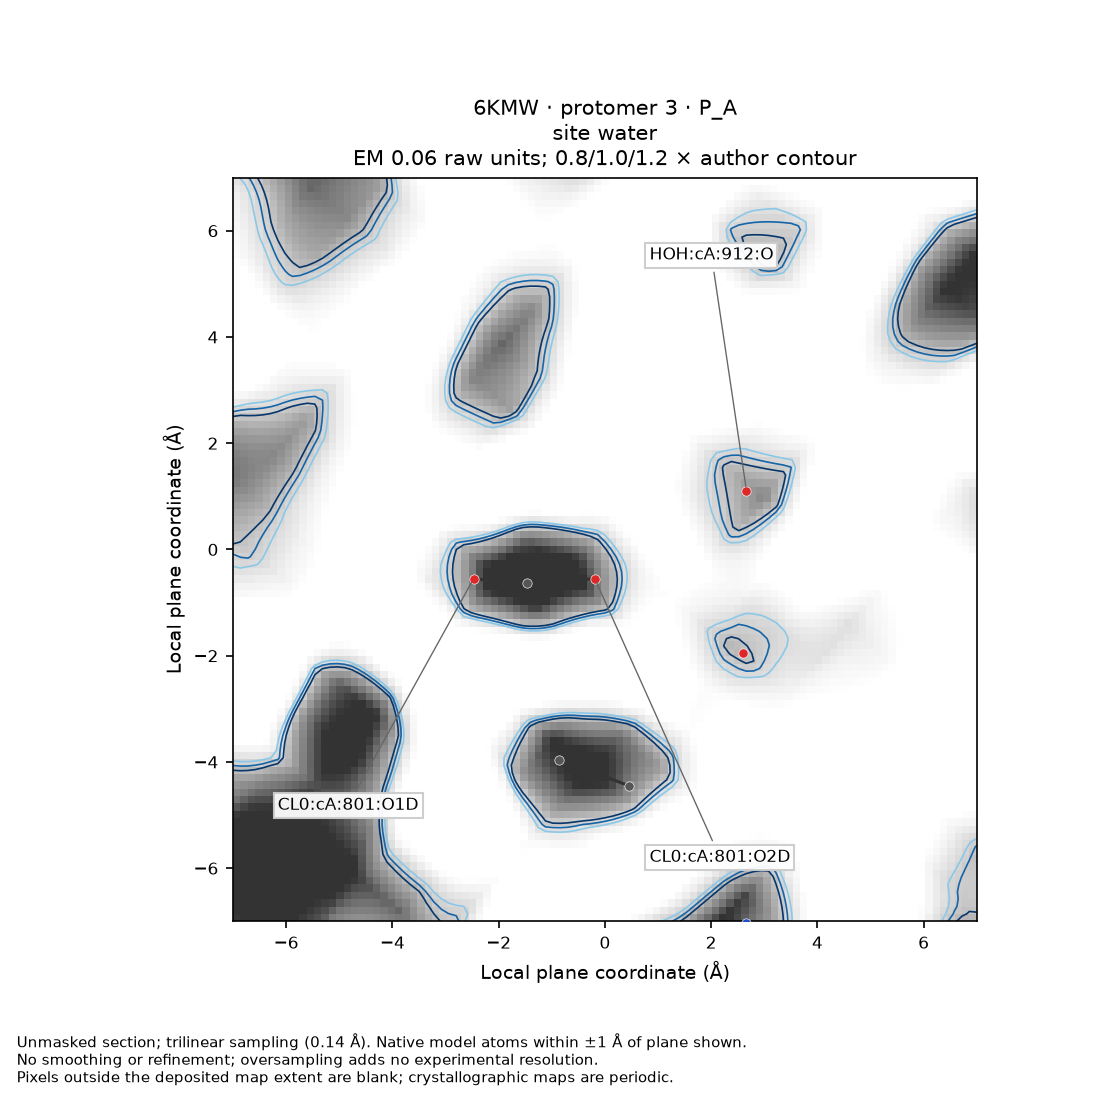 6KMW · protomer 3 · P_A
site water
EM 0.06 raw units; 0.8/1.0/1.2 × author contour
Local plane coordinate (Å)
6
4
2
0
−2
−4
−6
HOH:cA:912:O
CL0:cA:801:O1D
CL0:cA:801:O2D
−6 −4 −2 0 2 4 6
Local plane coordinate (Å)
Unmasked section; trilinear sampling (0.14 Å). Native model atoms within ±1 Å of plane shown.
No smoothing or refinement; oversampling adds no experimental resolution.
Pixels outside the deposited map extent are blank; crystallographic maps are periodic.